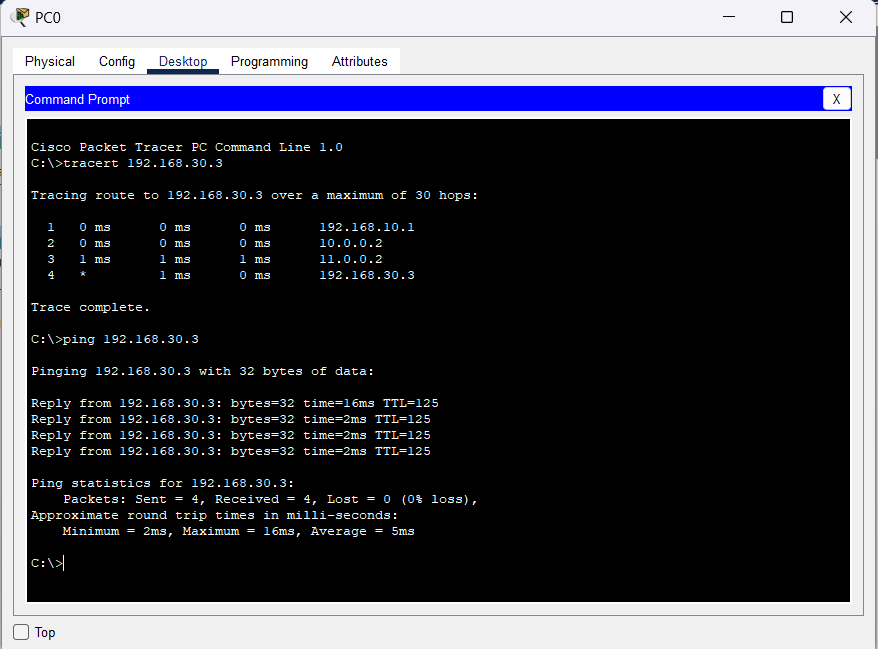 PC0
Physical Config Desktop Programming Attributes
Command Prompt X
Cisco Packet Tracer PC Command Line 1.0
C:\>tracert 192.168.30.3
Tracing route to 192.168.30.3 over a maximum of 30 hops:
1 0 ms 0 ms 0 ms 192.168.10.1
2 0 ms 0 ms 0 ms 10.0.0.2
3 1 ms 1 ms 1 ms 11.0.0.2
4 * 1 ms 0 ms 192.168.30.3
Trace complete.
C:\>ping 192.168.30.3
Pinging 192.168.30.3 with 32 bytes of data:
Reply from 192.168.30.3: bytes=32 time=16ms TTL=125
Reply from 192.168.30.3: bytes=32 time=2ms TTL=125
Reply from 192.168.30.3: bytes=32 time=2ms TTL=125
Reply from 192.168.30.3: bytes=32 time=2ms TTL=125
Ping statistics for 192.168.30.3:
Packets: Sent = 4, Received = 4, Lost = 0 (0% loss),
Approximate round trip times in milli-seconds:
Minimum = 2ms, Maximum = 16ms, Average = 5ms
C:\>
Top